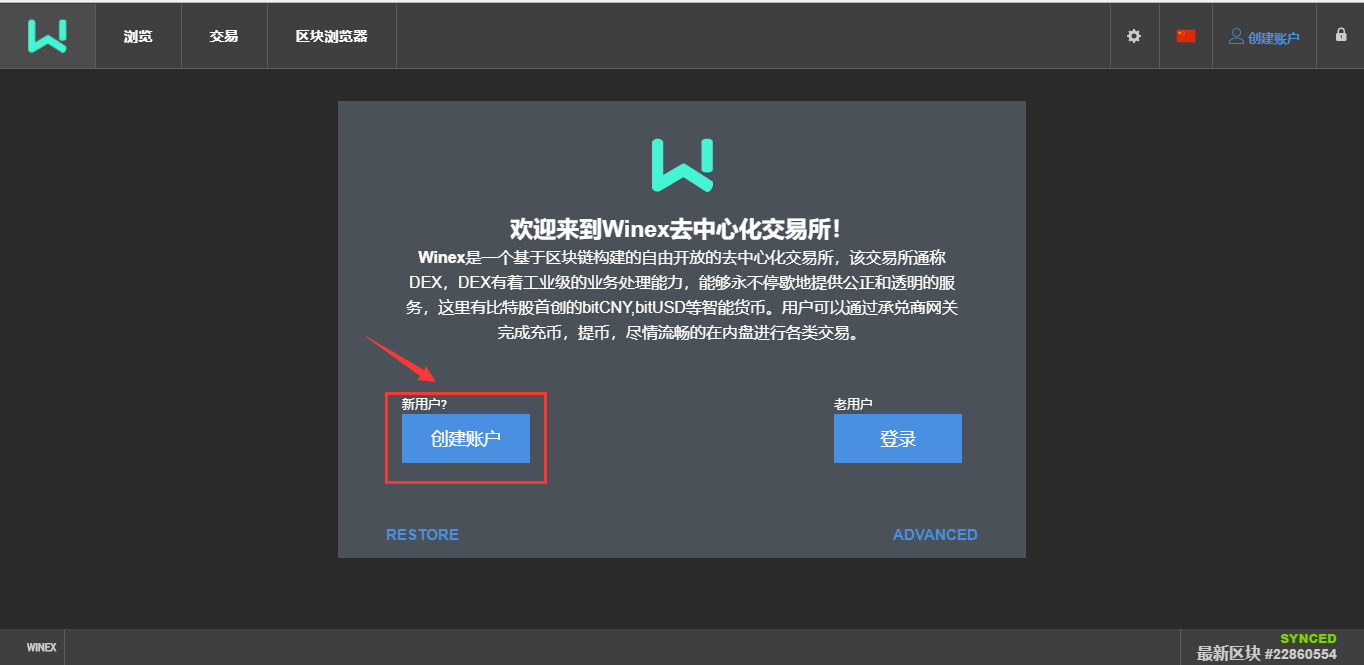 浏览
交易
区块浏览器
创建账户
欢迎来到Winex去中心化交易所！
Winex是一个基于区块链构建的自由开放的去中心化交易所，该交易所通称
DEX，DEX有着工业级的业务处理能力，能够永不停歇地提供公正和透明的服
务，这里有比特股首创的bitCNY,bitUSD等智能货币。用户可以通过承兑商网关
完成充币，提币，尽情流畅的在内盘进行各类交易。
新用户?
创建账户
老用户
登录
RESTORE
ADVANCED
WINEX
SYNCED
最新区块 #22860554